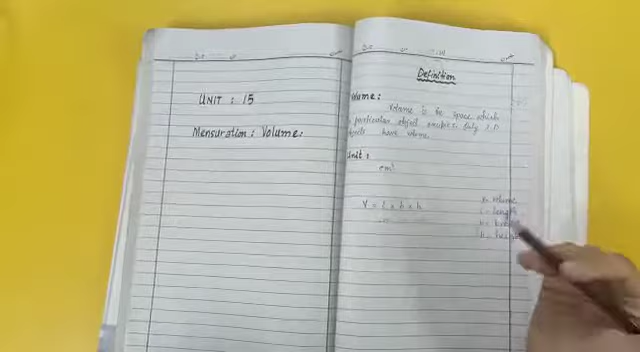 UNIT : 15
Mensuration : Volume.
Definition
Volume :
Volume is the space which
particular object occupies. Only 3.D
objects have volume.
Unit :
cm³
V = l × b × h
V = volume
l = length
b =
h =